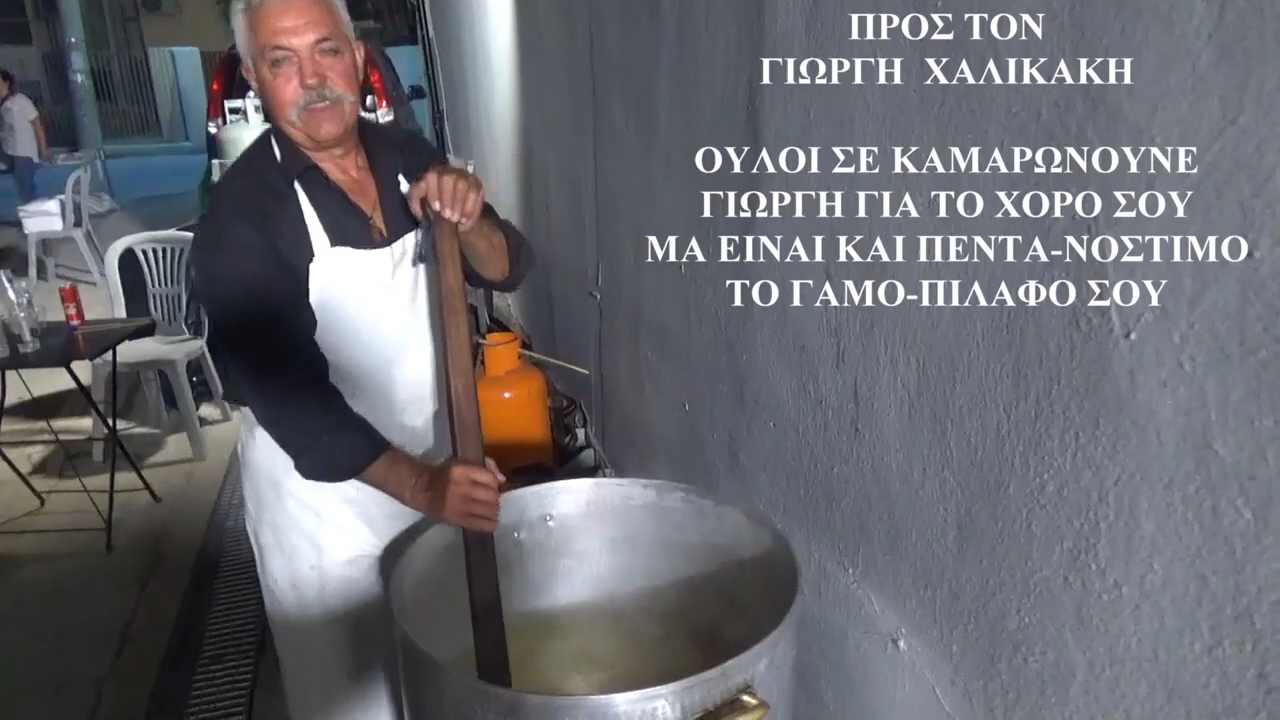 ΠΡΟΣ ΤΟΝ
ΓΙΩΡΓΗ ΧΑΛΙΚΑΚΗ
ΟΥΛΟΙ ΣΕ ΚΑΜΑΡΩΝΟΥΝΕ
ΓΙΩΡΓΗ ΓΙΑ ΤΟ ΧΟΡΟ ΣΟΥ
ΜΑ ΕΙΝΑΙ ΚΑΙ ΠΕΝΤΑ-ΝΟΣΤΙΜΟ
ΤΟ ΓΑΜΟ-ΠΙΛΑΦΟ ΣΟΥ